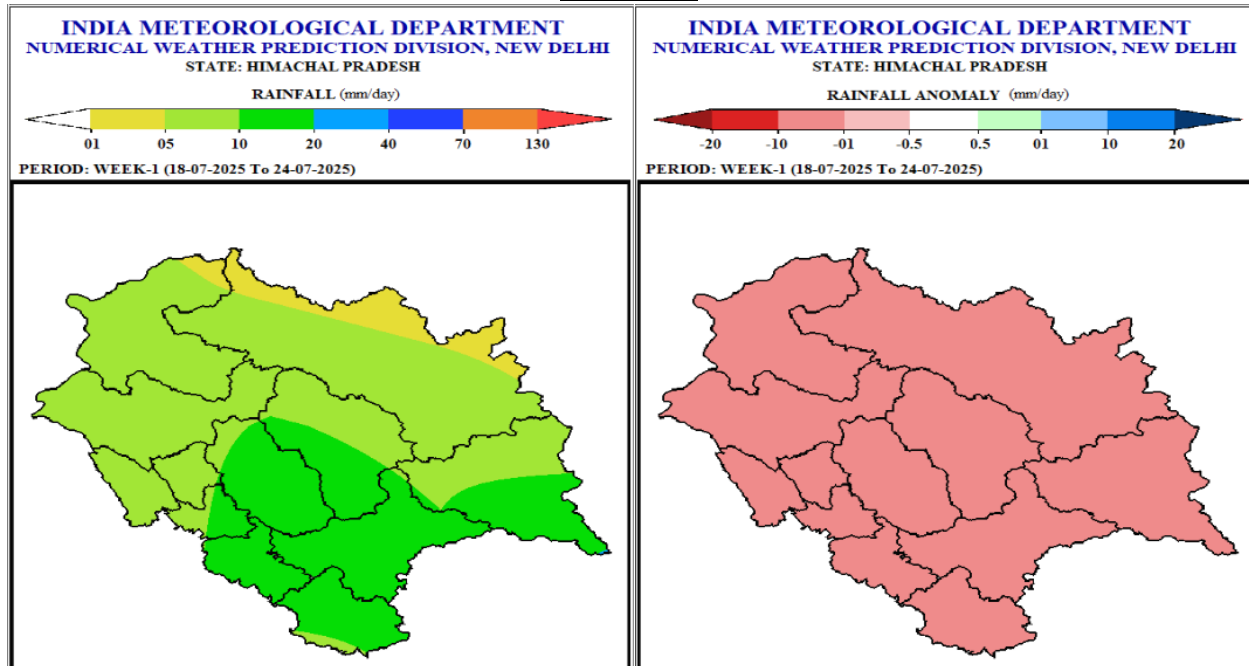 INDIA METEOROLOGICAL DEPARTMENT
NUMERICAL WEATHER PREDICTION DIVISION, NEW DELHI
STATE: HIMACHAL PRADESH
RAINFALL (mm/day)
01 05 10 20 40 70 130
PERIOD: WEEK-1 (18-07-2025 To 24-07-2025)
INDIA METEOROLOGICAL DEPARTMENT
NUMERICAL WEATHER PREDICTION DIVISION, NEW DELHI
STATE: HIMACHAL PRADESH
RAINFALL ANOMALY (mm/day)
-20 -10 -01 -0.5 0.5 01 10 20
PERIOD: WEEK-1 (18-07-2025 To 24-07-2025)